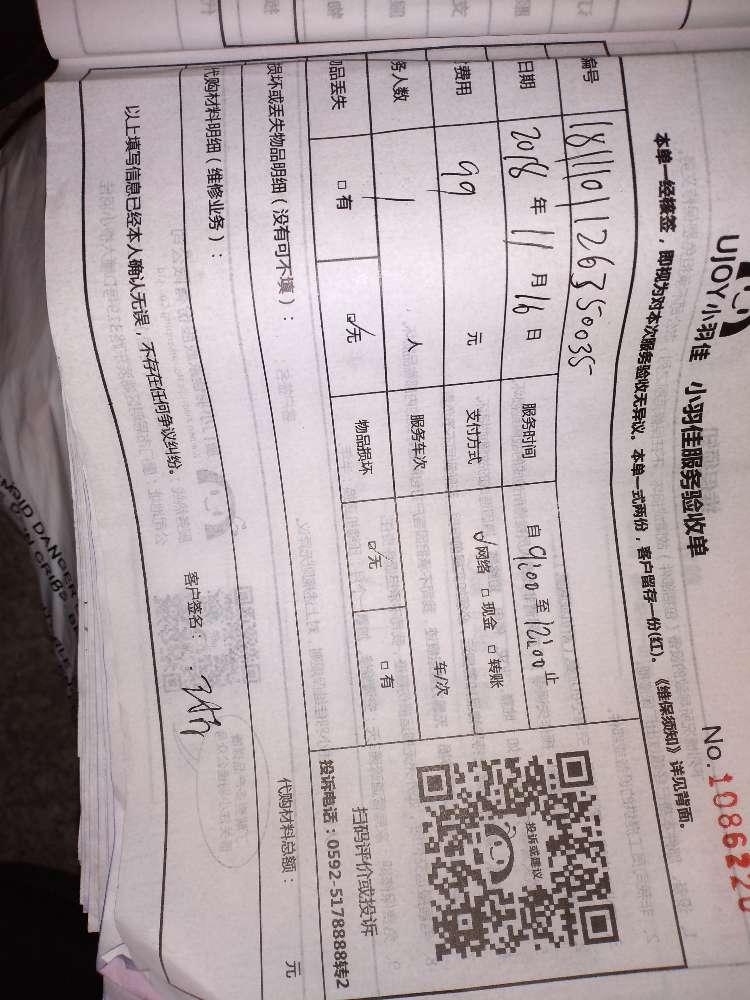 UJOY小羽佳 小羽佳服务验收单
No.108622
本单一经核签，即视为对本次服务验收无异议。本单一式两份，客户留存一份(红)。《维保须知》详见背面。
编号 1811101126350035
日期 2018 年 11 月 16 日 服务时间 自 9:00 至 12:00 止
费用 99 元 支付方式 ☑网络 □现金 □转账
务人数 1 人 服务车次 车/次
物品丢失 □有 ☑无 物品损坏 ☑无 □有
投诉或建议
扫码评价或投诉
投诉电话：0592-5178888转2
损坏或丢失物品明细（没有可不填）：
代购材料明细（维修业务）：
代购材料总额： 元
以上填写信息已经本人确认无误，不存在任何争议纠纷。
客户签名：